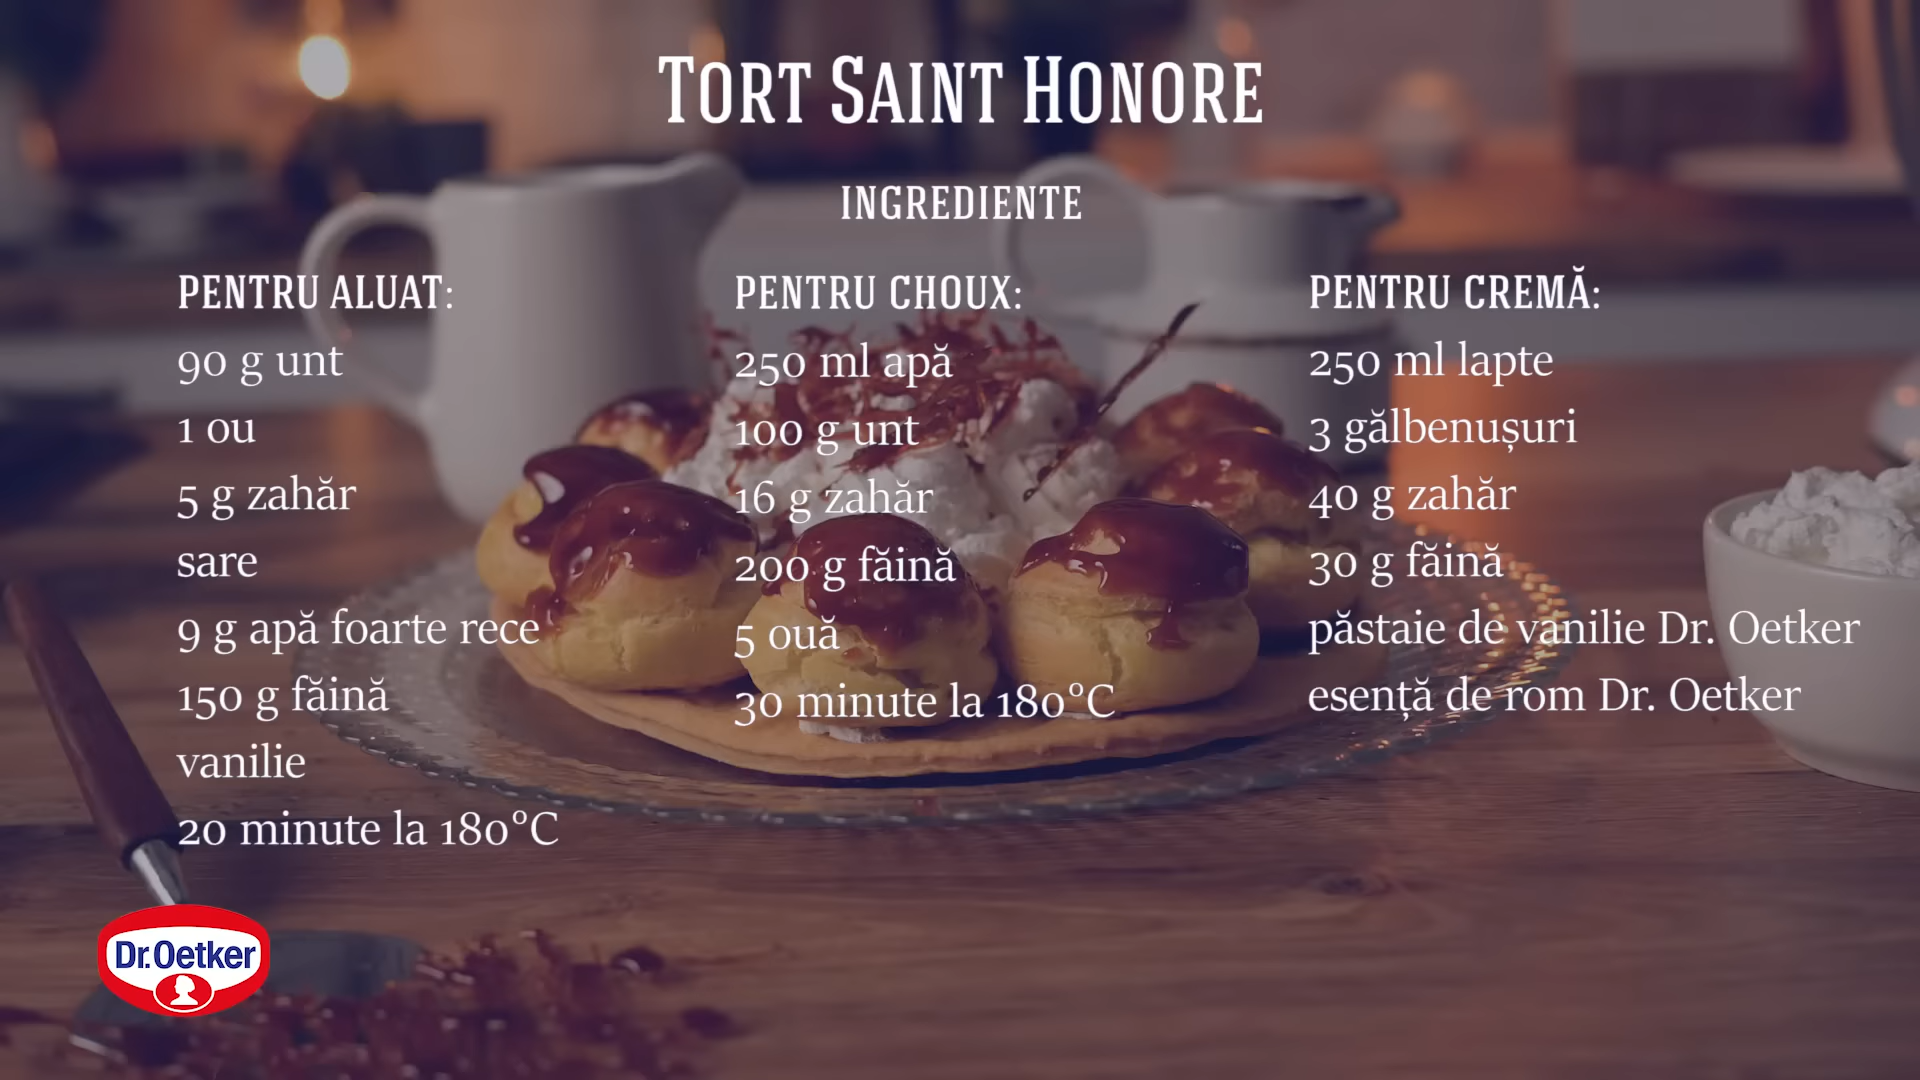 Tort Saint Honore
INGREDIENTE
PENTRU ALUAT:
90 g unt
1 ou
5 g zahăr
sare
9 g apă foarte rece
150 g făină
vanilie
20 minute la 180°C
PENTRU CHOUX:
250 ml apă
100 g unt
16 g zahăr
200 g făină
5 ouă
30 minute la 180°C
PENTRU CREMĂ:
250 ml lapte
3 gălbenușuri
40 g zahăr
30 g făină
păstaie de vanilie Dr. Oetker
esență de rom Dr. Oetker
Dr.Oetker